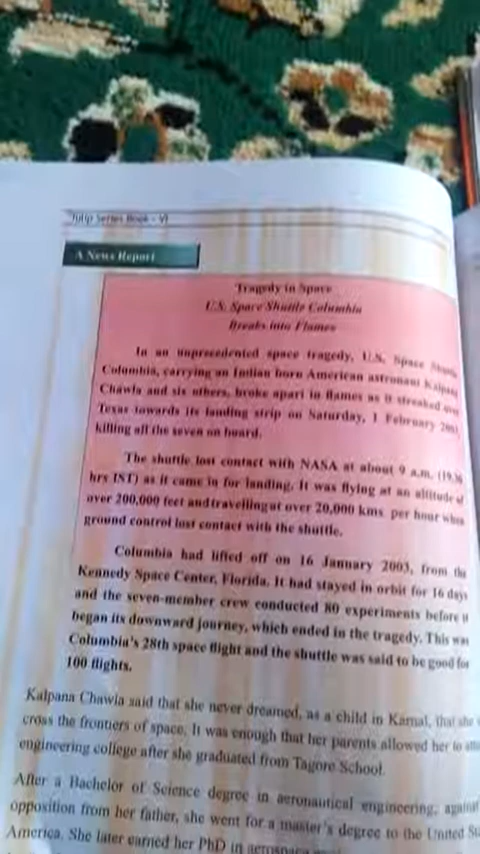 Tulip Series Book - VI
A News Report
Tragedy in Space
U.S. Space Shuttle Columbia
Breaks into Flames
In an unprecedented space tragedy, U.S. Space Shuttle
Columbia, carrying an Indian born American astronaut Kalpana
Chawla and six others, broke apart in flames as it streaked over
Texas towards its landing strip on Saturday, 1 February 2003
killing all the seven on board.
The shuttle lost contact with NASA at about 9 a.m. (19.30
hrs IST) as it came in for landing. It was flying at an altitude of
over 200,000 feet and travelling at over 20,000 kms per hour when
ground control lost contact with the shuttle.
Columbia had lifted off on 16 January 2003, from the
Kennedy Space Center, Florida. It had stayed in orbit for 16 days
and the seven-member crew conducted 80 experiments before it
began its downward journey, which ended in the tragedy. This was
Columbia's 28th space flight and the shuttle was said to be good for
100 flights.
Kalpana Chawla said that she never dreamed, as a child in Karnal, that she
cross the frontiers of space. It was enough that her parents allowed her to
engineering college after she graduated from Tagore School.
After a Bachelor of Science degree in aeronautical engineering, against
opposition from her father, she went for a master's degree to the United
America. She later earned her PhD in aerospace